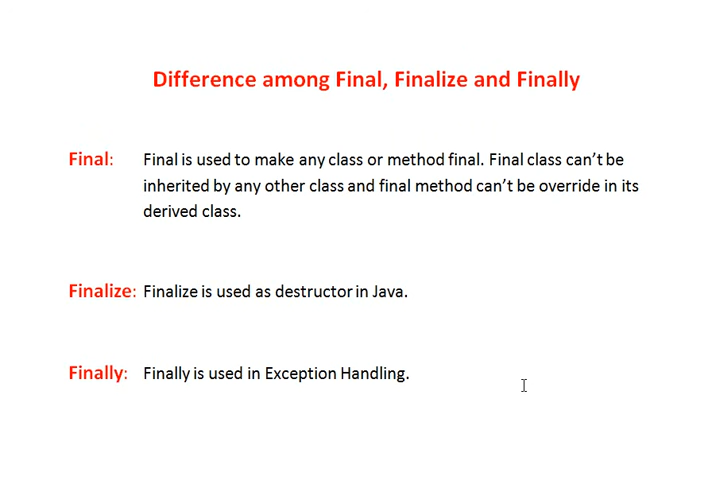 Difference among Final, Finalize and Finally
Final: Final is used to make any class or method final. Final class can't be
inherited by any other class and final method can't be override in its
derived class.
Finalize: Finalize is used as destructor in Java.
Finally: Finally is used in Exception Handling.